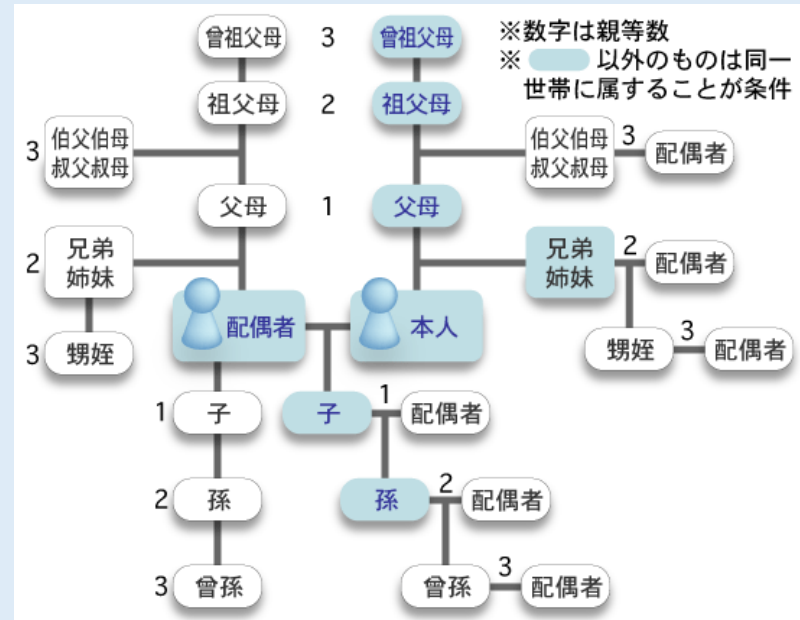 曾祖父母
3
曾祖父母
※数字は親等数
※ 以外のものは同一
世帯に属することが条件
祖父母
2
祖父母
3
伯父伯母
叔父叔母
伯父伯母
叔父叔母
3
配偶者
父母
1
父母
2
兄弟
姉妹
兄弟
姉妹
2
配偶者
配偶者
本人
3
甥姪
甥姪
3
配偶者
1
子
子
1
配偶者
2
孫
孫
2
配偶者
3
曾孫
曾孫
3
配偶者